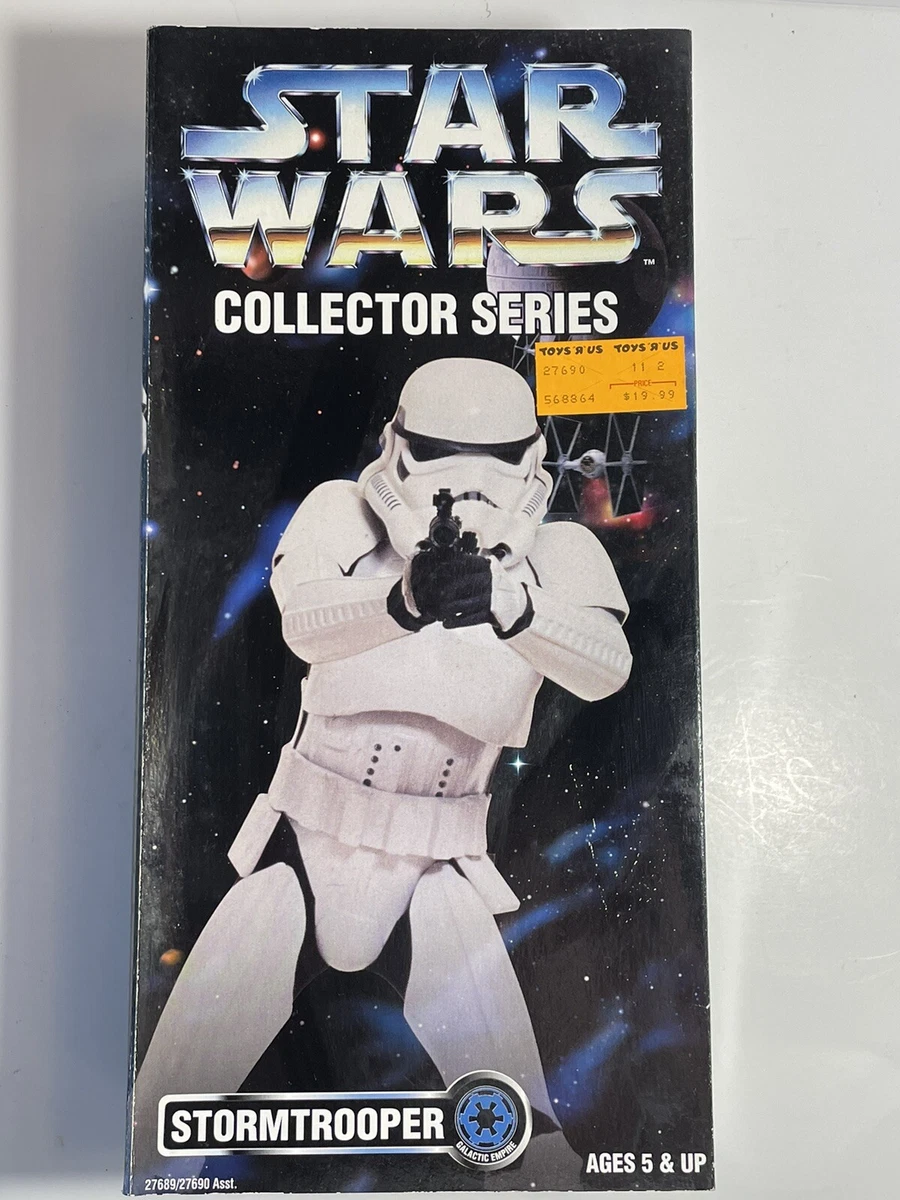 STAR
WARS
TM
COLLECTOR SERIES
TOYS "R" US TOYS "R" US
27690 11 2
PRICE
568864 $19.99
STORMTROOPER
GALACTIC EMPIRE
AGES 5 & UP
27689/27690 Asst.